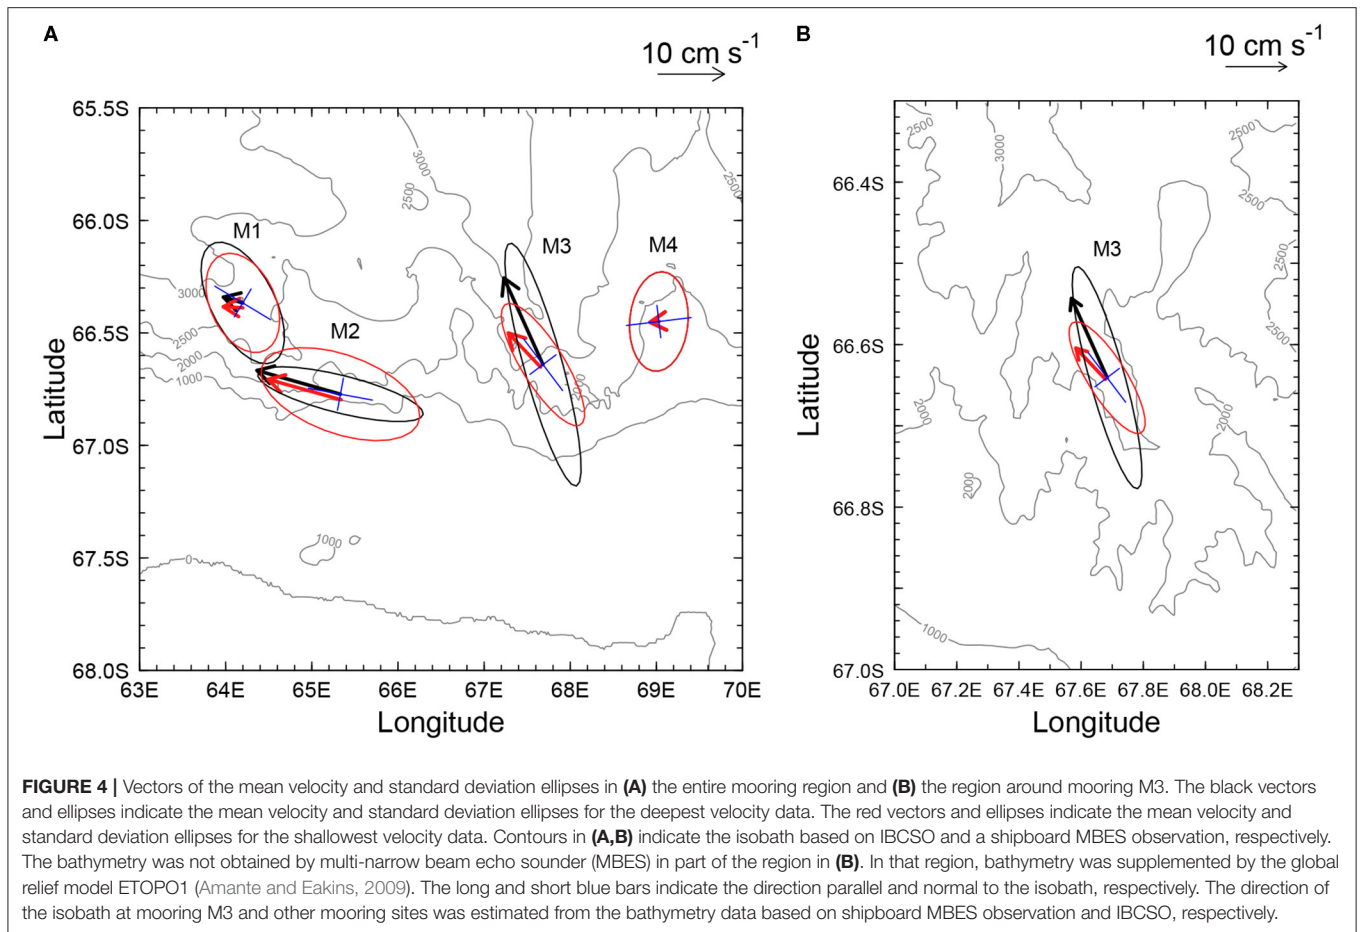 A
10 cm s-1
65.5S
66.0S
66.5S
67.0S
67.5S
68.0S
Latitude
63E 64E 65E 66E 67E 68E 69E 70E
Longitude
M1
M2
M3
M4
3000
2500
2500
3000
2500
2000
1000
2000
1000
0
B
10 cm s-1
66.4S
66.6S
66.8S
67.0S
Latitude
67.0E 67.2E 67.4E 67.6E 67.8E 68.0E 68.2E
Longitude
M3
2500
3000
2500
2500
2500
2500
2000
2000
2000
1000
FIGURE 4 | Vectors of the mean velocity and standard deviation ellipses in (A) the entire mooring region and (B) the region around mooring M3. The black vectors
and ellipses indicate the mean velocity and standard deviation ellipses for the deepest velocity data. The red vectors and ellipses indicate the mean velocity and
standard deviation ellipses for the shallowest velocity data. Contours in (A,B) indicate the isobath based on IBCSO and a shipboard MBES observation, respectively.
The bathymetry was not obtained by multi-narrow beam echo sounder (MBES) in part of the region in (B). In that region, bathymetry was supplemented by the global
relief model ETOPO1 (Amante and Eakins, 2009). The long and short blue bars indicate the direction parallel and normal to the isobath, respectively. The direction of
the isobath at mooring M3 and other mooring sites was estimated from the bathymetry data based on shipboard MBES observation and IBCSO, respectively.